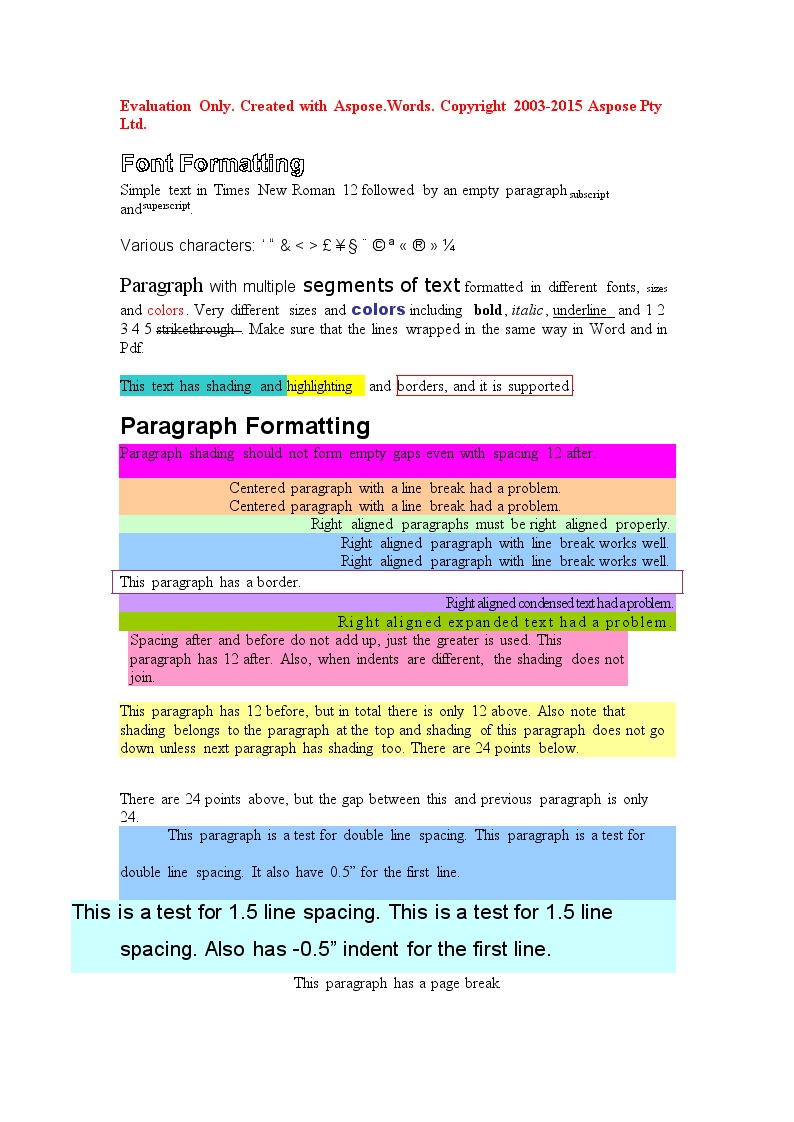 Evaluation Only. Created with Aspose.Words. Copyright 2003-2015 Aspose Pty
Ltd.
Font Formatting
Simple text in Times New Roman 12 followed by an empty paragraph subscript
and superscript.
Various characters: ‘ “ & < > £ ¥ § ¨ © ª « ® » ¼
Paragraph with multiple segments of text formatted in different fonts, sizes
and colors. Very different sizes and colors including bold, italic, underline and 1 2
3 4 5 strikethrough . Make sure that the lines wrapped in the same way in Word and in
Pdf.
This text has shading and highlighting and borders, and it is supported.
Paragraph Formatting
Paragraph shading should not form empty gaps even with spacing 12 after.
Centered paragraph with a line break had a problem.
Centered paragraph with a line break had a problem.
Right aligned paragraphs must be right aligned properly.
Right aligned paragraph with line break works well.
Right aligned paragraph with line break works well.
This paragraph has a border.
Right aligned condensed text had a problem.
Right aligned expanded text had a problem.
Spacing after and before do not add up, just the greater is used. This
paragraph has 12 after. Also, when indents are different, the shading does not
join.
This paragraph has 12 before, but in total there is only 12 above. Also note that
shading belongs to the paragraph at the top and shading of this paragraph does not go
down unless next paragraph has shading too. There are 24 points below.
There are 24 points above, but the gap between this and previous paragraph is only
24.
This paragraph is a test for double line spacing. This paragraph is a test for
double line spacing. It also have 0.5” for the first line.
This is a test for 1.5 line spacing. This is a test for 1.5 line
spacing. Also has -0.5” indent for the first line.
This paragraph has a page break